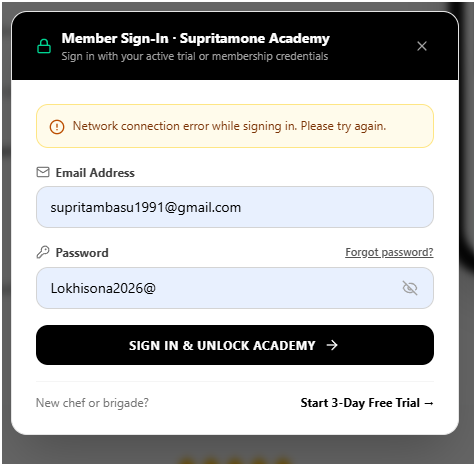 Member Sign-In · Supritamone Academy
Sign in with your active trial or membership credentials
Network connection error while signing in. Please try again.
Email Address
supritambasu1991@gmail.com
Password
Forgot password?
Lokhisona2026@
SIGN IN & UNLOCK ACADEMY →
New chef or brigade?
Start 3-Day Free Trial →